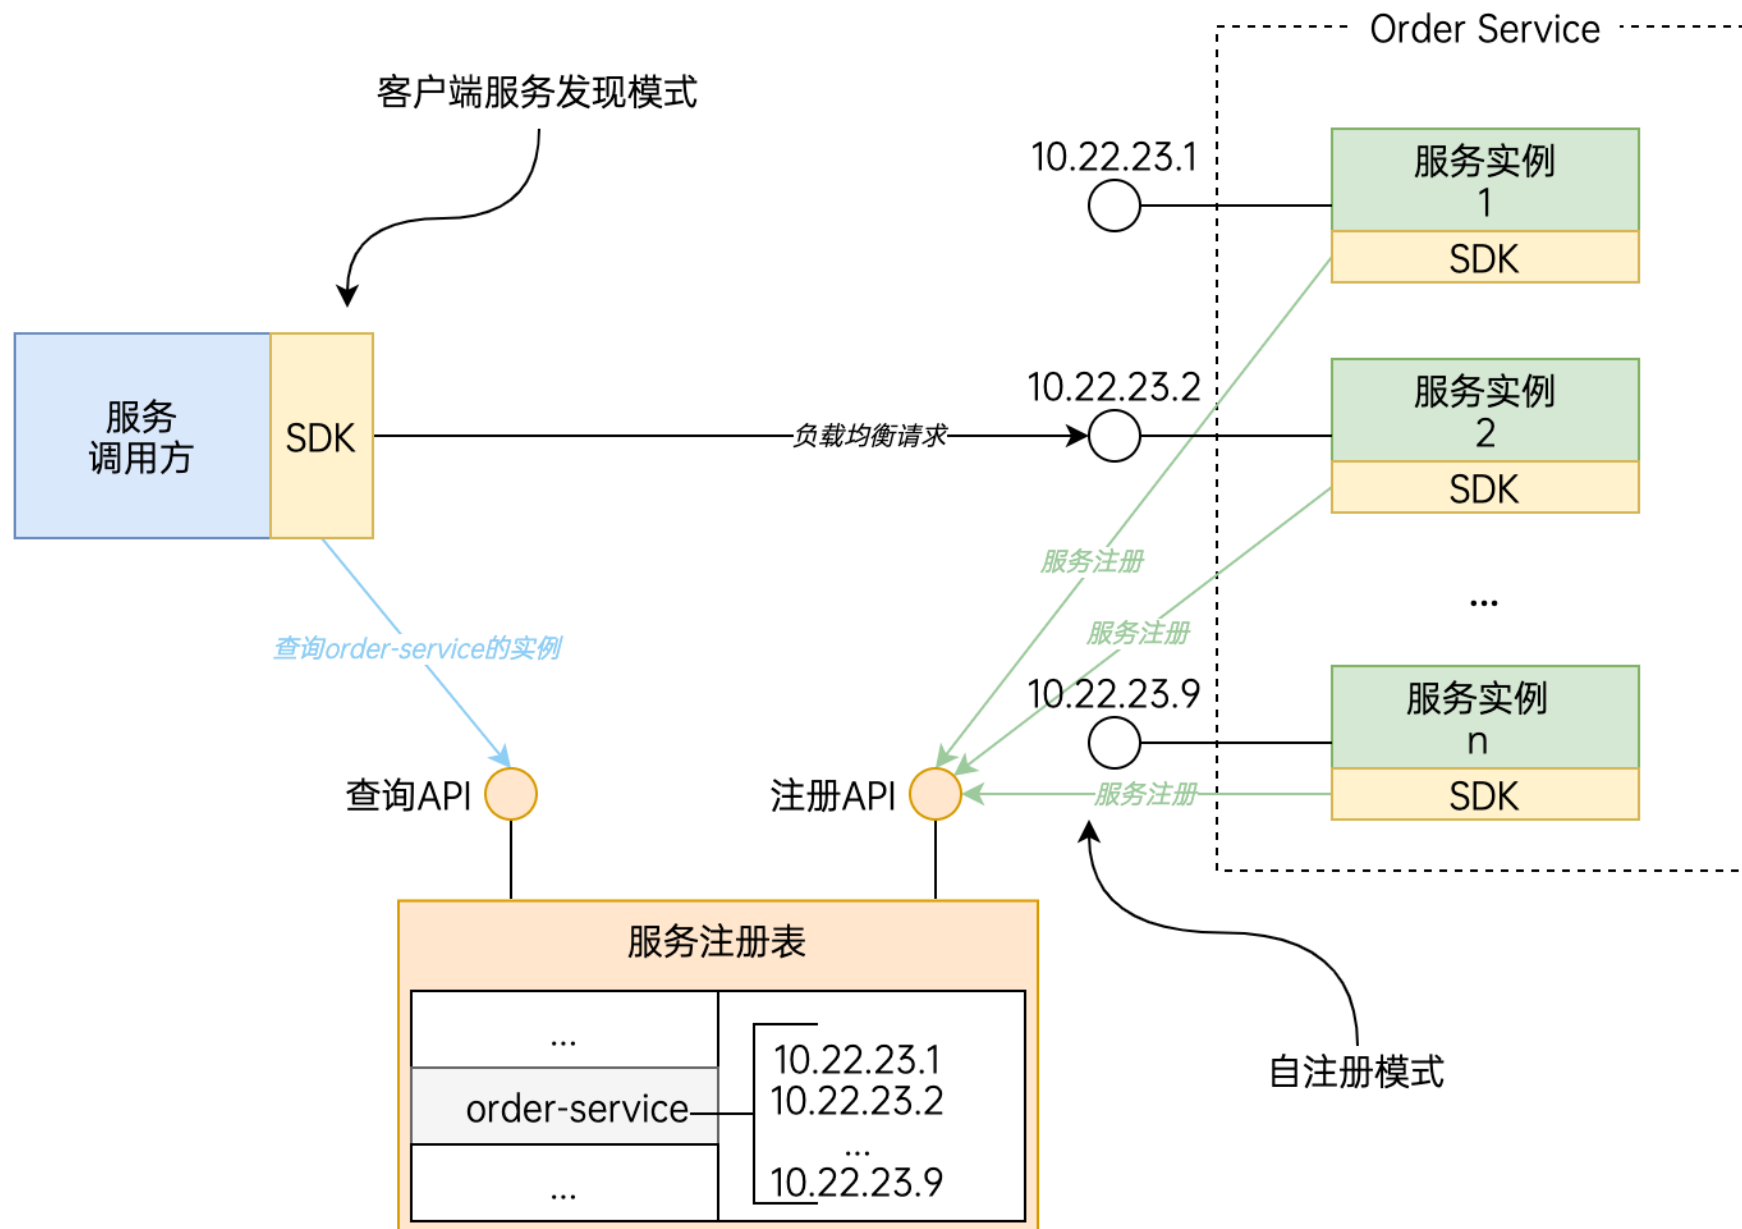 Order Service
客户端服务发现模式
10.22.23.1
服务实例
1
SDK
服务
调用方
SDK
负载均衡请求
10.22.23.2
服务实例
2
SDK
服务注册
...
服务注册
查询order-service的实例
10.22.23.9
服务实例
n
SDK
查询API
注册API
服务注册
服务注册表
...
order-service
...
10.22.23.1
10.22.23.2
...
10.22.23.9
自注册模式